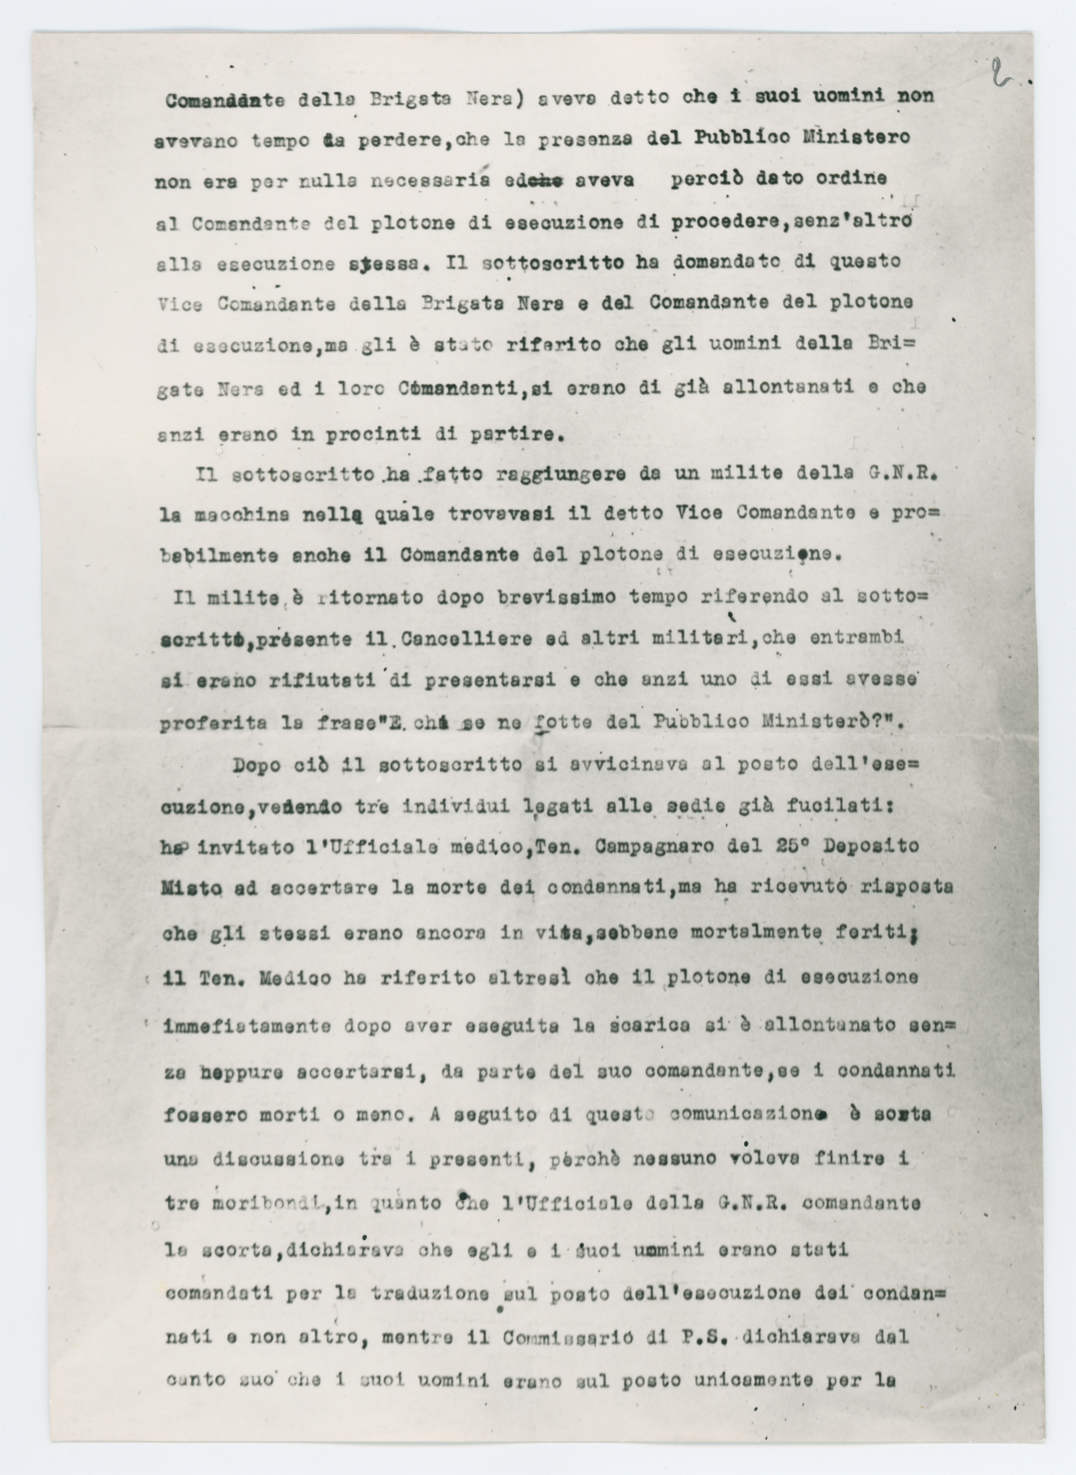 2.
Comandante della Brigata Nera) aveva detto che i suoi uomini non
avevano tempo da perdere,che la presenza del Pubblico Ministero
non era per nulla necessaria edche aveva perciò dato ordine
al Comandante del plotone di esecuzione di procedere,senz'altro
alla esecuzione stessa. Il sottoscritto ha domandato di questo
Vice Comandante della Brigata Nera e del Comandante del plotone
di esecuzione,ma gli è stato riferito che gli uomini della Bri=
gata Nera ed i loro Comandanti,si erano di già allontanati e che
anzi erano in procinti di partire.
Il sottoscritto ha fatto raggiungere da un milite della G.N.R.
la macchina nella quale trovavasi il detto Vice Comandante e pro=
babilmente anche il Comandante del plotone di esecuzione.
Il milite è ritornato dopo brevissimo tempo riferendo al sotto=
scritto,presente il Cancelliere ed altri militari,che entrambi
si erano rifiutati di presentarsi e che anzi uno di essi avesse
proferita la frase"E chi se ne fotte del Pubblico Ministerò?".
Dopo ciò il sottoscritto si avvicinava al posto dell'ese=
cuzione,vedendo tre individui legati alle sedie già fucilati:
ha invitato l'Ufficiale medico,Ten. Campagnaro del 25° Deposito
Misto ad accertare la morte dei condannati,ma ha ricevuto risposta
che gli stessi erano ancora in vita,sebbene mortalmente feriti;
il Ten. Medico ha riferito altresì che il plotone di esecuzione
immefiatamente dopo aver eseguita la scarica si è allontanato sen=
za neppure accertarsi, da parte del suo comandante,se i condannati
fossero morti o meno. A seguito di questa comunicazione è sorta
una discussione tra i presenti, perchè nessuno voleva finire i
tre moribondi,in quanto che l'Ufficiale della G.N.R. comandante
la scorta,dichiarava che egli e i suoi uomini erano stati
comandati per la traduzione sul posto dell'esecuzione dei condan=
nati e non altro, mentre il Commissario di P.S. dichiarava dal
canto suo che i suoi uomini erano sul posto unicamente per la